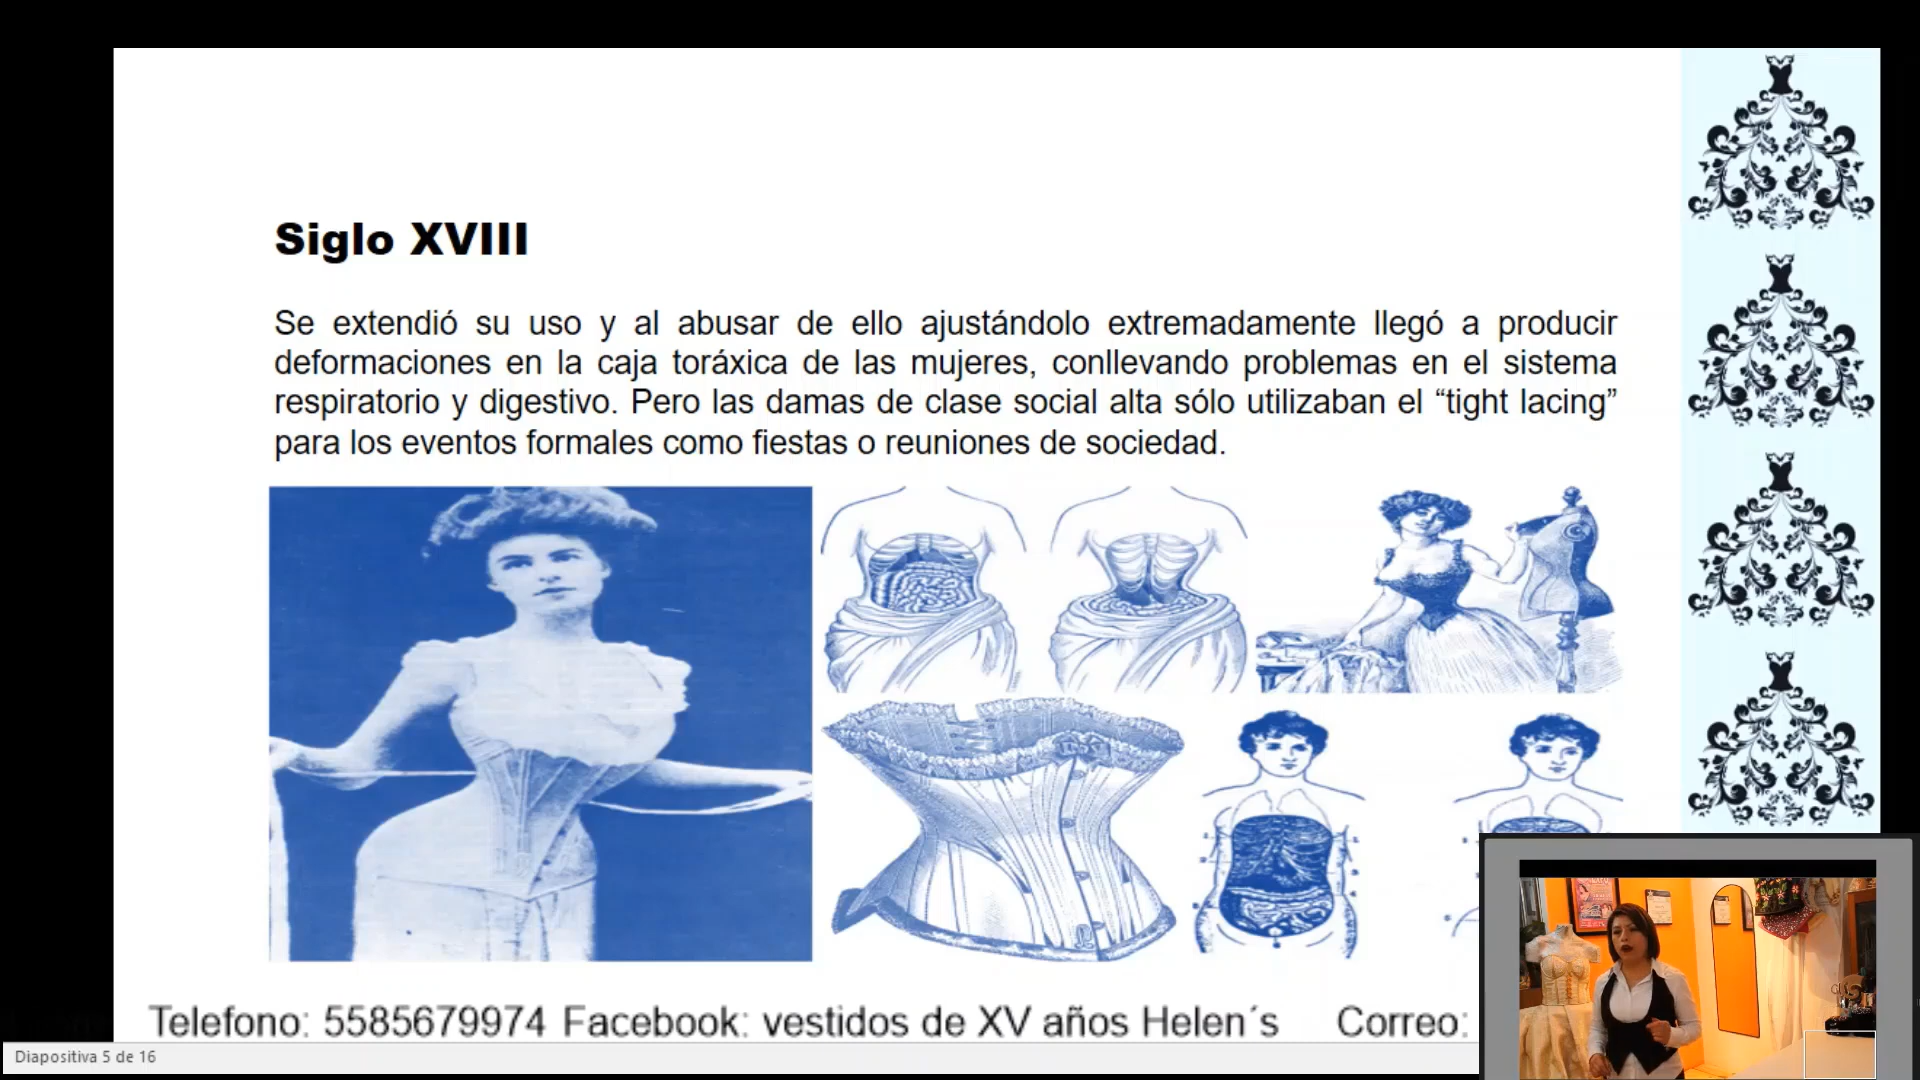 Siglo XVIII
Se extendió su uso y al abusar de ello ajustándolo extremadamente llegó a producir
deformaciones en la caja toráxica de las mujeres, conllevando problemas en el sistema
respiratorio y digestivo. Pero las damas de clase social alta sólo utilizaban el “tight lacing”
para los eventos formales como fiestas o reuniones de sociedad.
Telefono: 5585679974 Facebook: vestidos de XV años Helen´s Correo:
Diapositiva 5 de 16